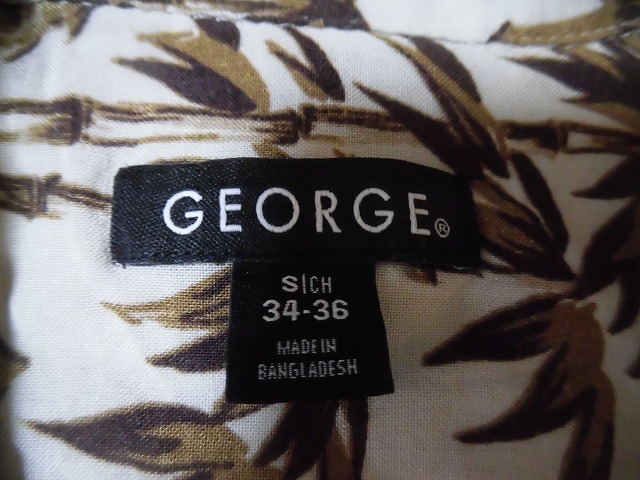 GEORGE®
S|CH
34-36
MADE IN
BANGLADESH